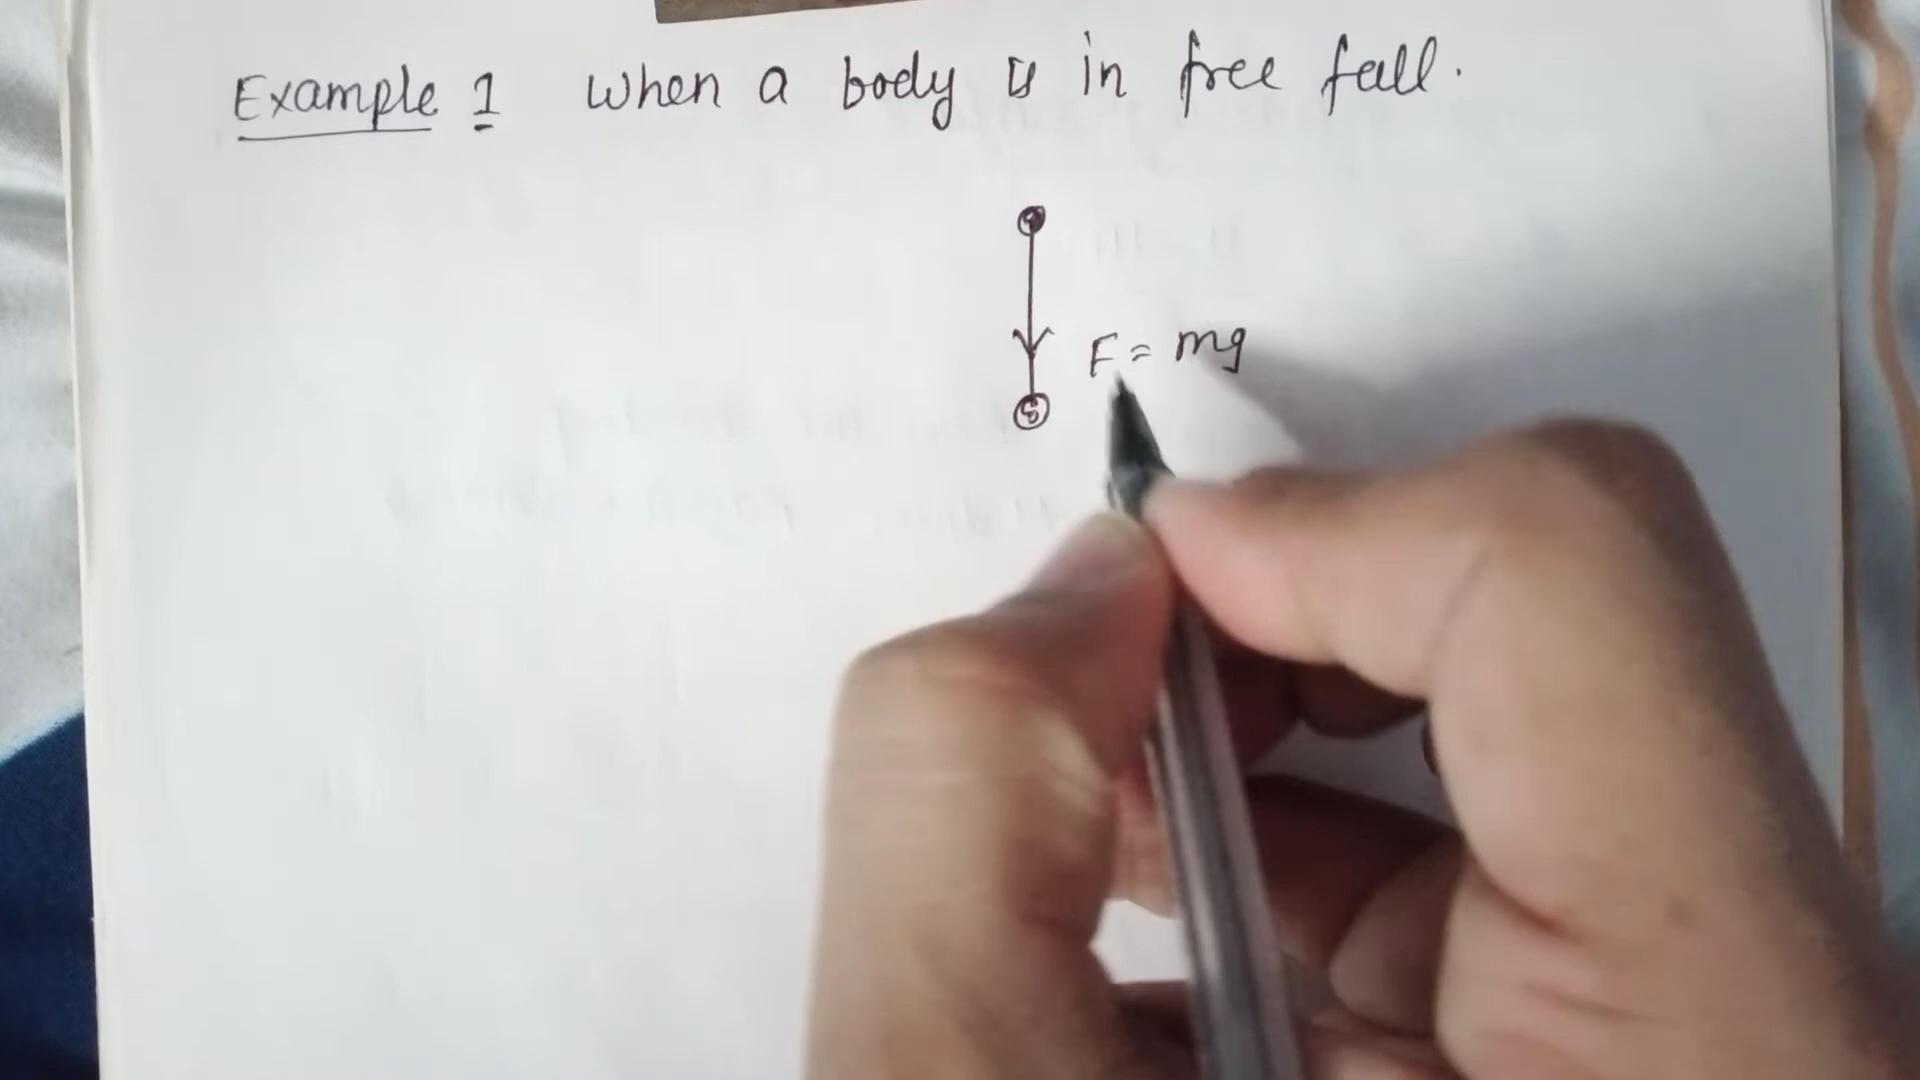 Example 1 When a body is in free fall.
F = mg